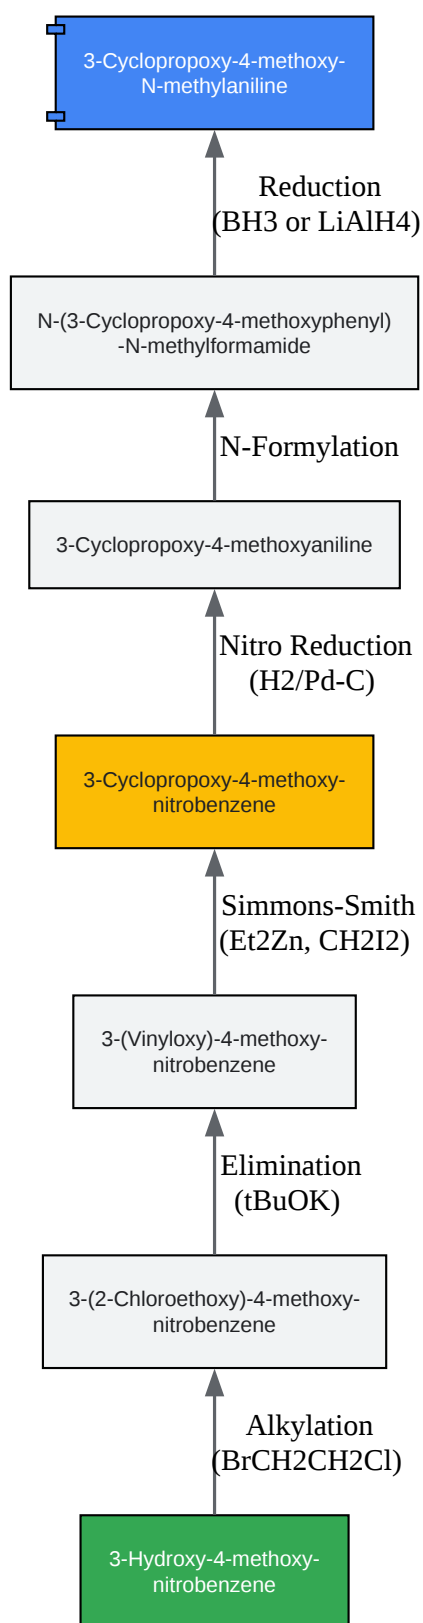 3-Cyclopropoxy-4-methoxy-
N-methylaniline
Reduction
(BH3 or LiAlH4)
N-(3-Cyclopropoxy-4-methoxyphenyl)
-N-methylformamide
N-Formylation
3-Cyclopropoxy-4-methoxyaniline
Nitro Reduction
(H2/Pd-C)
3-Cyclopropoxy-4-methoxy-
nitrobenzene
Simmons-Smith
(Et2Zn, CH2I2)
3-(Vinyloxy)-4-methoxy-
nitrobenzene
Elimination
(tBuOK)
3-(2-Chloroethoxy)-4-methoxy-
nitrobenzene
Alkylation
(BrCH2CH2Cl)
3-Hydroxy-4-methoxy-
nitrobenzene